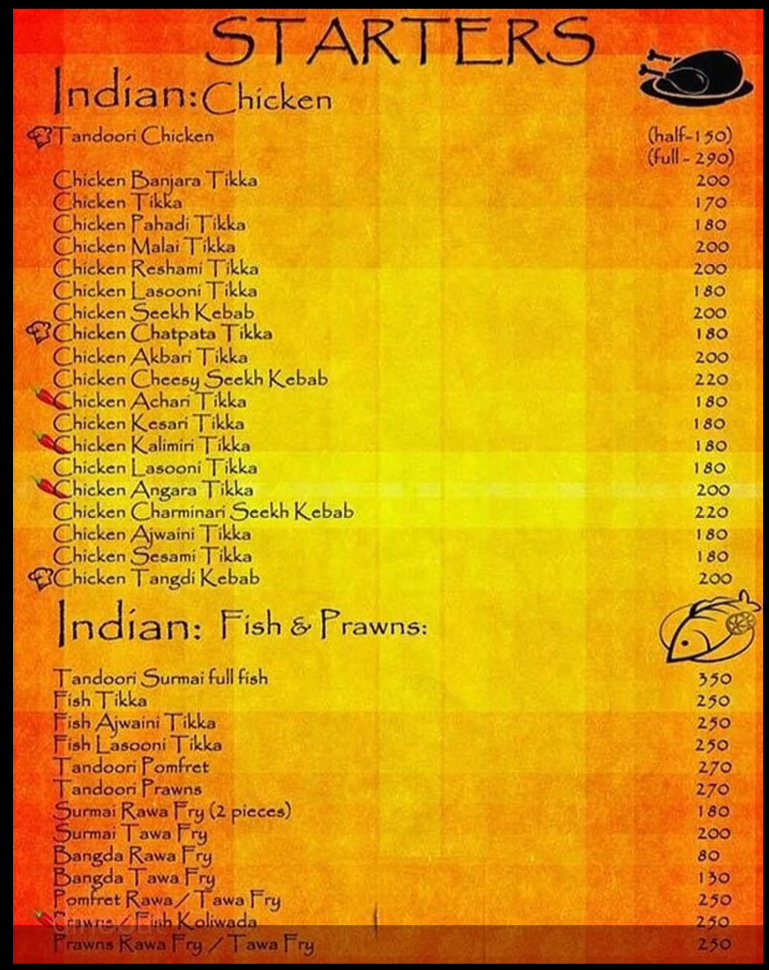 STARTERS
Indian: Chicken
Tandoori Chicken (half-150)
(full - 290)
Chicken Banjara Tikka 200
Chicken Tikka 170
Chicken Pahadi Tikka 180
Chicken Malai Tikka 200
Chicken Reshami Tikka 200
Chicken Lasooni Tikka 180
Chicken Seekh Kebab 200
Chicken Chatpata Tikka 180
Chicken Akbari Tikka 200
Chicken Cheesy Seekh Kebab 220
Chicken Achari Tikka 180
Chicken Kesari Tikka 180
Chicken Kalimiri Tikka 180
Chicken Lasooni Tikka 180
Chicken Angara Tikka 200
Chicken Charminari Seekh Kebab 220
Chicken Ajwaini Tikka 180
Chicken Sesami Tikka 180
Chicken Tangdi Kebab 200
Indian: Fish & Prawns:
Tandoori Surmai full fish 350
Fish Tikka 250
Fish Ajwaini Tikka 250
Fish Lasooni Tikka 250
Tandoori Pomfret 270
Tandoori Prawns 270
Surmai Rawa Fry (2 pieces) 180
Surmai Tawa Fry 200
Bangda Rawa Fry 80
Bangda Tawa Fry 130
Pomfret Rawa / Tawa Fry 250
Prawns / Fish Koliwada 250
Prawns Rawa Fry / Tawa Fry 250